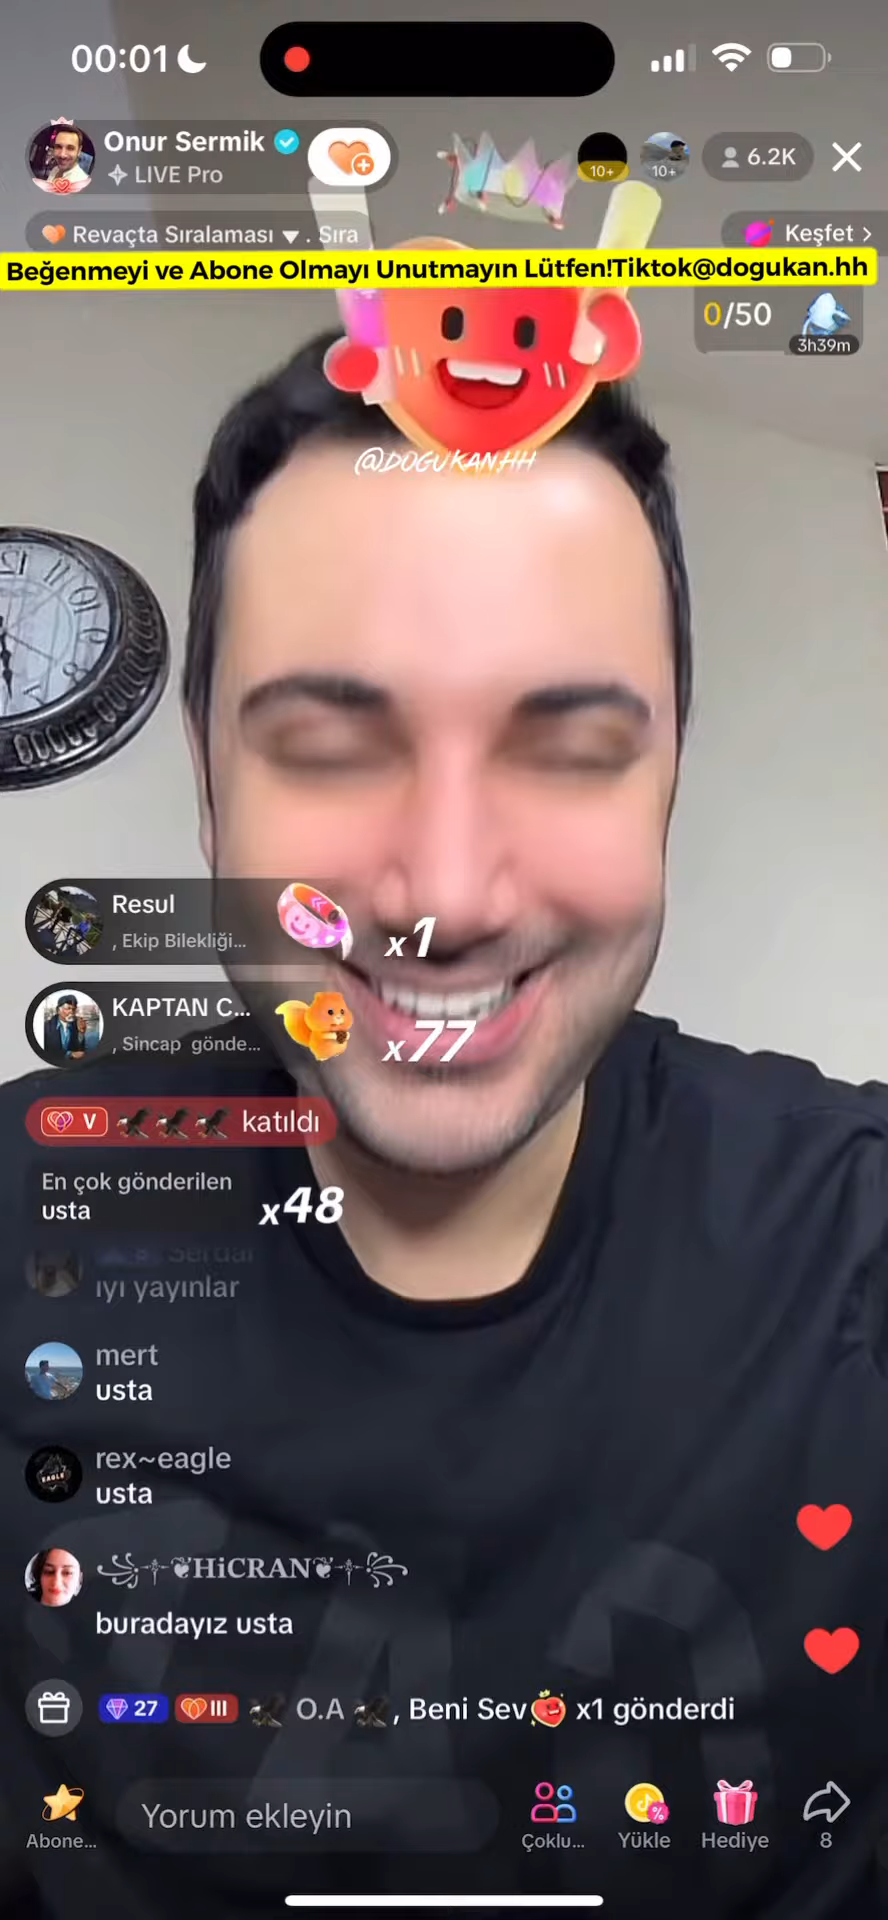 00:01
Onur Sermik
LIVE Pro
10+
10+
6.2K
Revaçta Sıralaması ▼ . Sıra
Keşfet >
Beğenmeyi ve Abone Olmayı Unutmayın Lütfen!Tiktok@dogukan.hh
0/50
3h39m
@DOGUKAN.HH
Resul
, Ekip Bilekliği...
x1
KAPTAN C...
, Sincap gönde...
x77
V katıldı
En çok gönderilen
usta
x48
Serdar
ıyı yayınlar
mert
usta
rex~eagle
usta
HiCRAN
buradayız usta
27 III O.A , Beni Sev x1 gönderdi
Abone...
Yorum ekleyin
Çoklu...
Yükle
Hediye
8